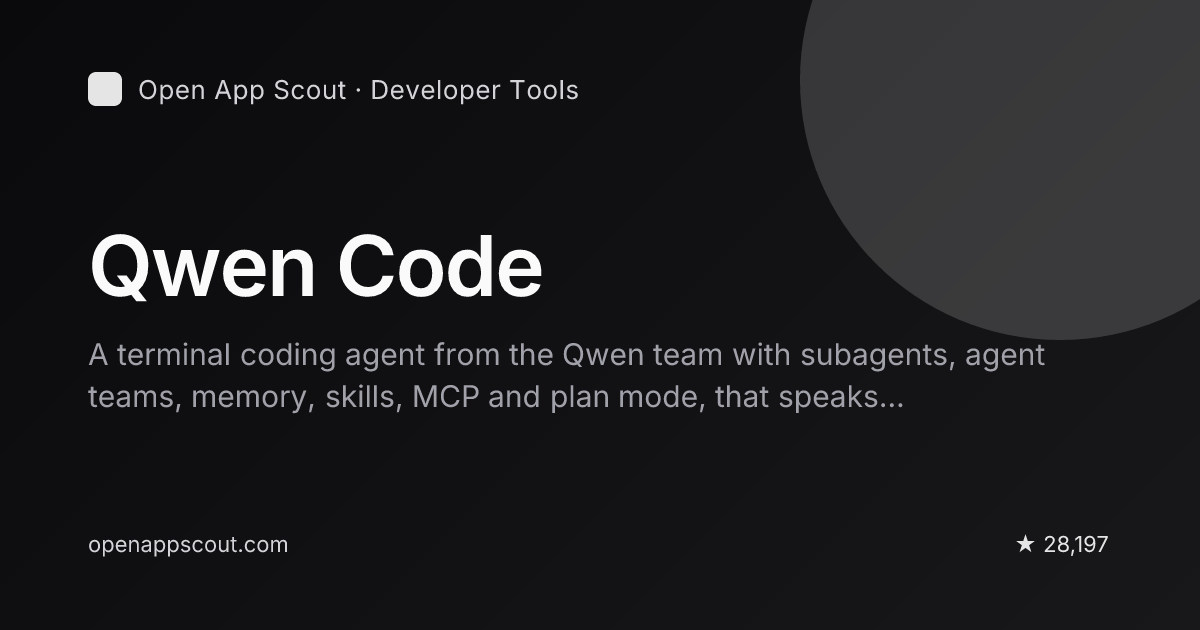 Open App Scout · Developer Tools
Qwen Code
A terminal coding agent from the Qwen team with subagents, agent
teams, memory, skills, MCP and plan mode, that speaks...
openappscout.com
★ 28,197